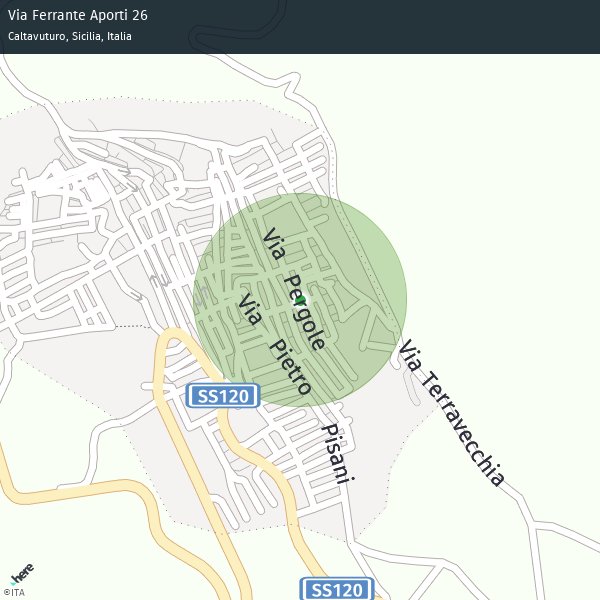 Via Ferrante Aporti 26
Caltavuturo, Sicilia, Italia
Via Pergole
Via Pietro Pisani
Via Terravecchia
SS120
SS120
here
©ITA